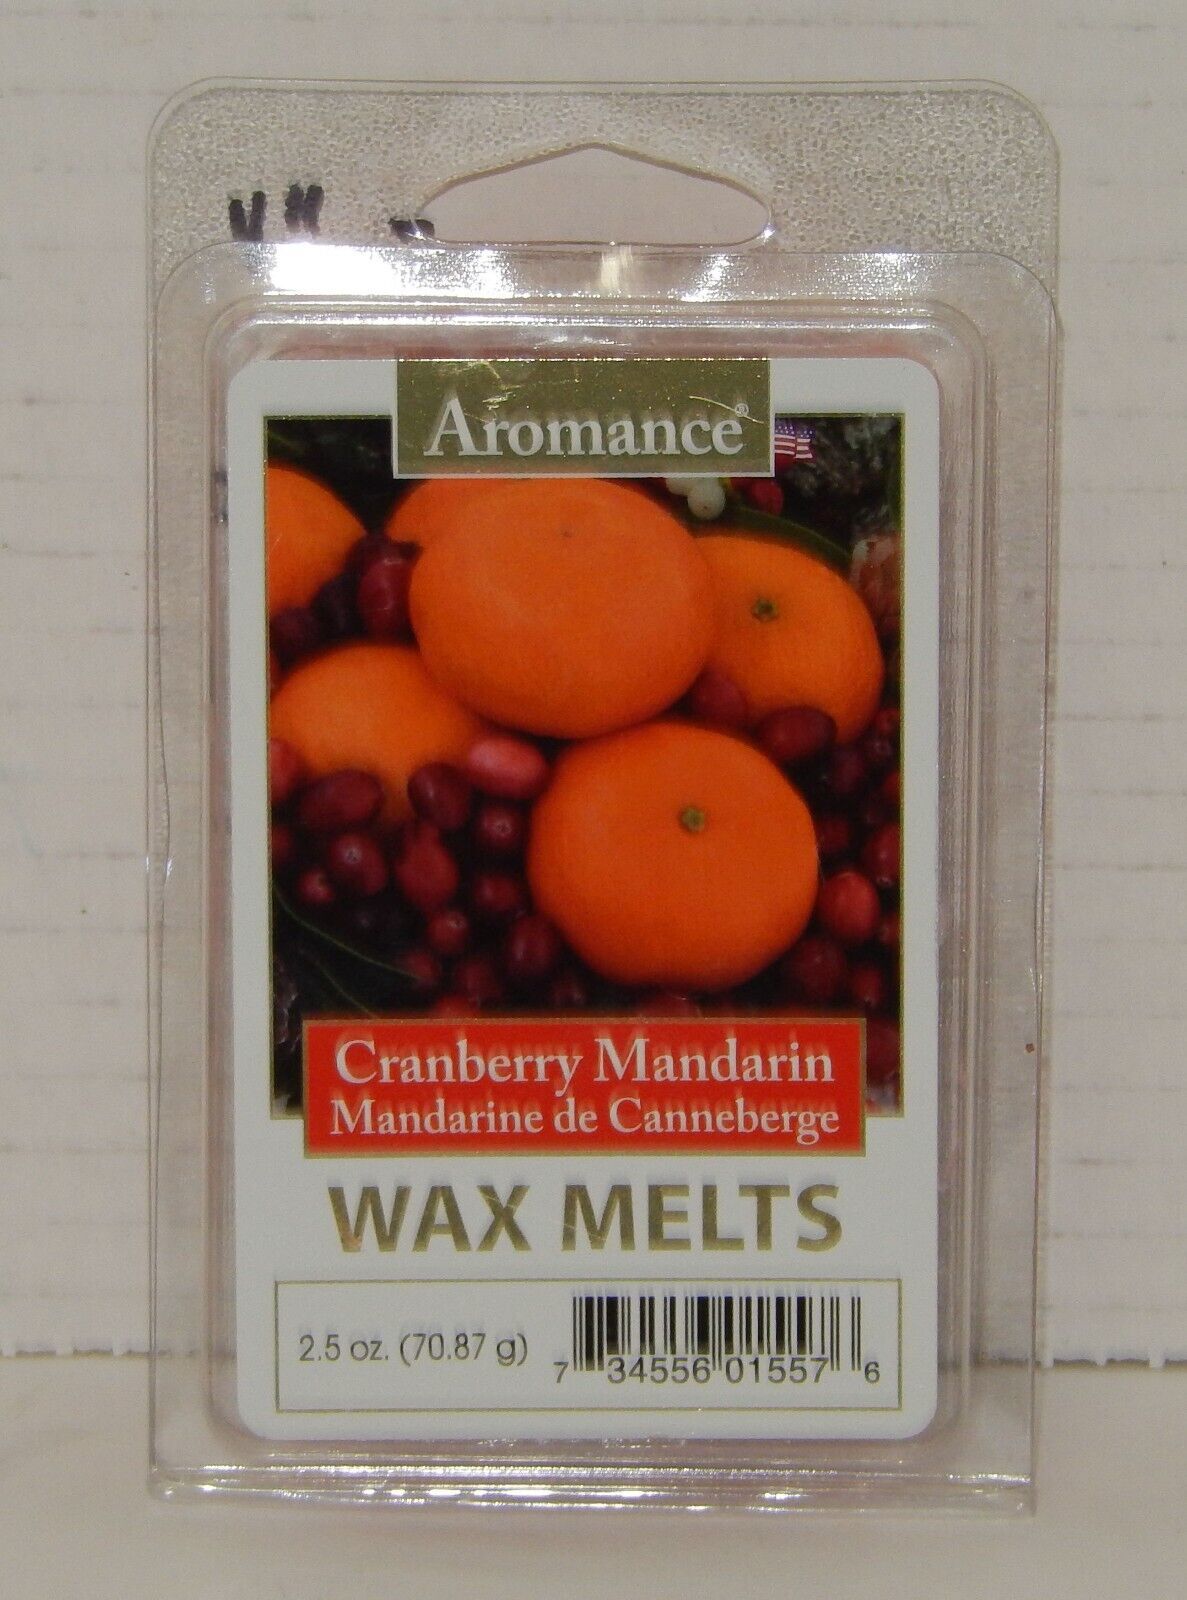 Aromance®
Cranberry Mandarin
Mandarine de Canneberge
WAX MELTS
2.5 oz. (70.87 g)
7 34556 01557 6